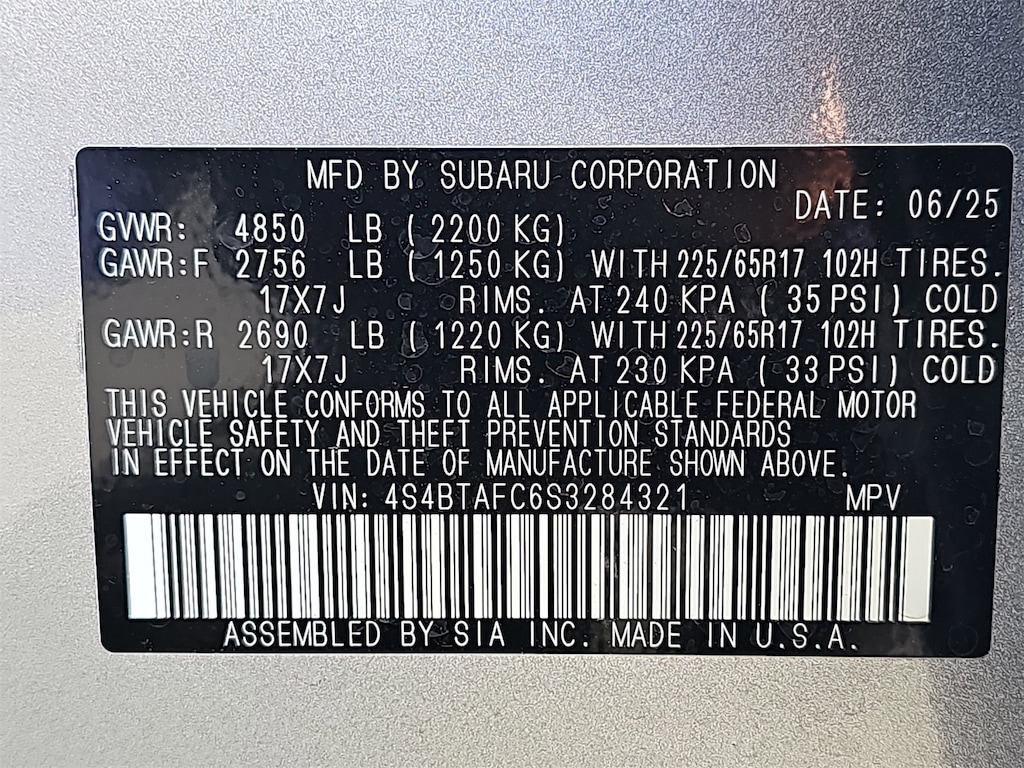 MFD BY SUBARU CORPORATION
DATE: 06/25
GVWR: 4850 LB ( 2200 KG)
GAWR:F 2756 LB ( 1250 KG) WITH 225/65R17 102H TIRES.
17X7J RIMS. AT 240 KPA ( 35 PSI) COLD
GAWR:R 2690 LB ( 1220 KG) WITH 225/65R17 102H TIRES.
17X7J RIMS. AT 230 KPA ( 33 PSI) COLD
THIS VEHICLE CONFORMS TO ALL APPLICABLE FEDERAL MOTOR
VEHICLE SAFETY AND THEFT PREVENTION STANDARDS
IN EFFECT ON THE DATE OF MANUFACTURE SHOWN ABOVE.
VIN: 4S4BTAFC6S3284321 MPV
ASSEMBLED BY SIA INC. MADE IN U.S.A.